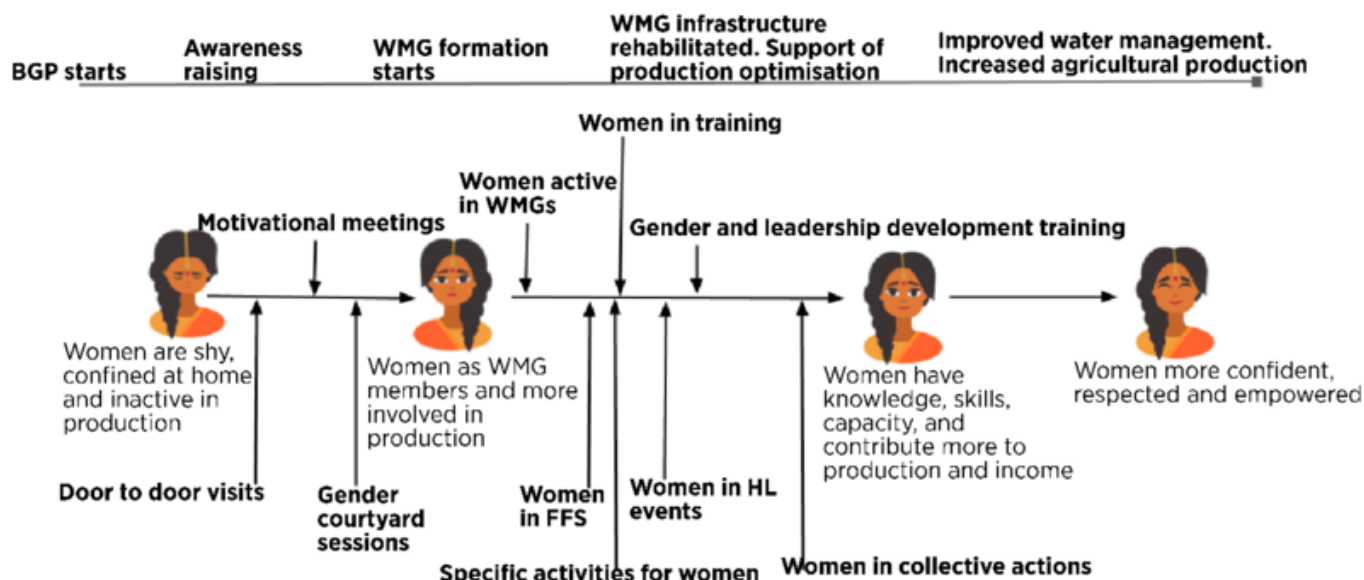 BGP starts
Awareness
raising
WMG formation
starts
WMG infrastructure
rehabilitated. Support of
production optimisation
Improved water management.
Increased agricultural production
Women in training
Women active
in WMGs
Motivational meetings
Gender and leadership development training
Women are shy,
confined at home
and inactive in
production
Women as WMG
members and more
involved in
production
Women have
knowledge, skills,
capacity, and
contribute more to
production and income
Women more confident,
respected and empowered
Door to door visits
Gender
courtyard
sessions
Women
in FFS
Women in HL
events
Specific activities for women
Women in collective actions